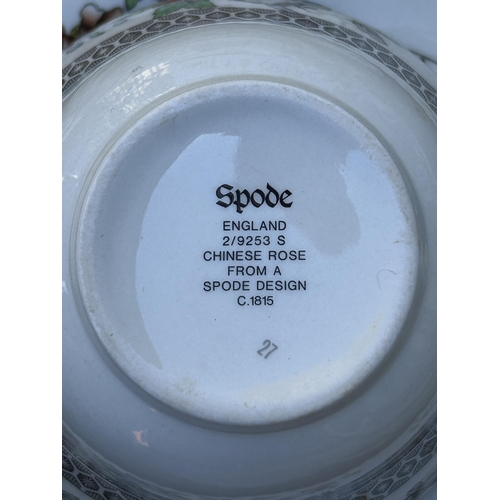 Spode
ENGLAND
2/9253 S
CHINESE ROSE
FROM A
SPODE DESIGN
C.1815
27